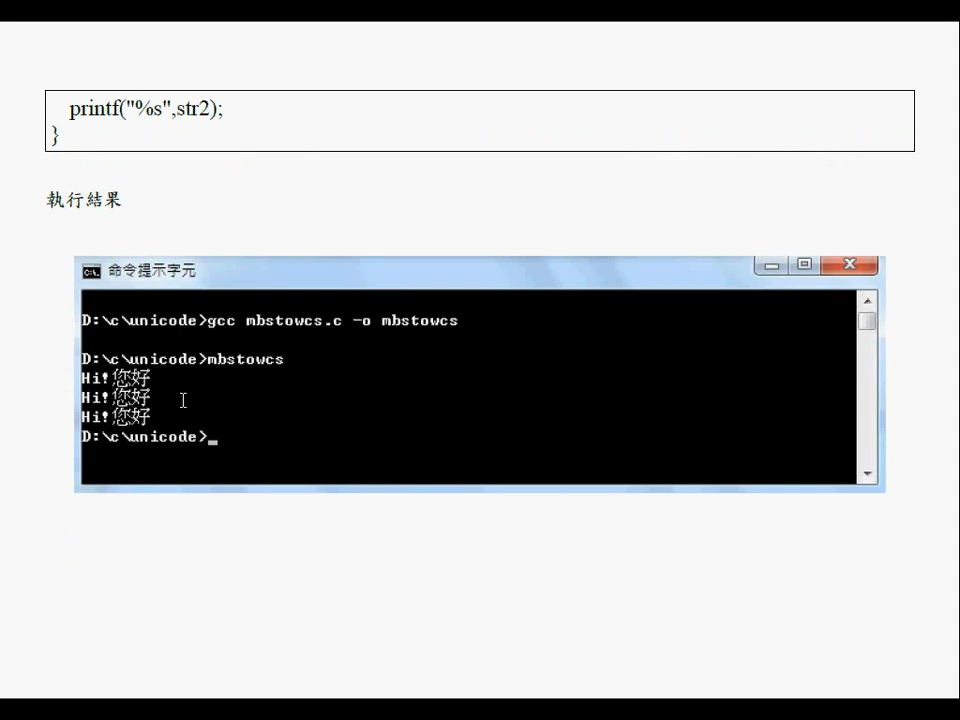 printf("%s",str2);
}
執行結果
命令提示字元
D:\c\unicode>gcc mbstowcs.c -o mbstowcs
D:\c\unicode>mbstowcs
Hi!您好
Hi!您好
Hi!您好
D:\c\unicode>_